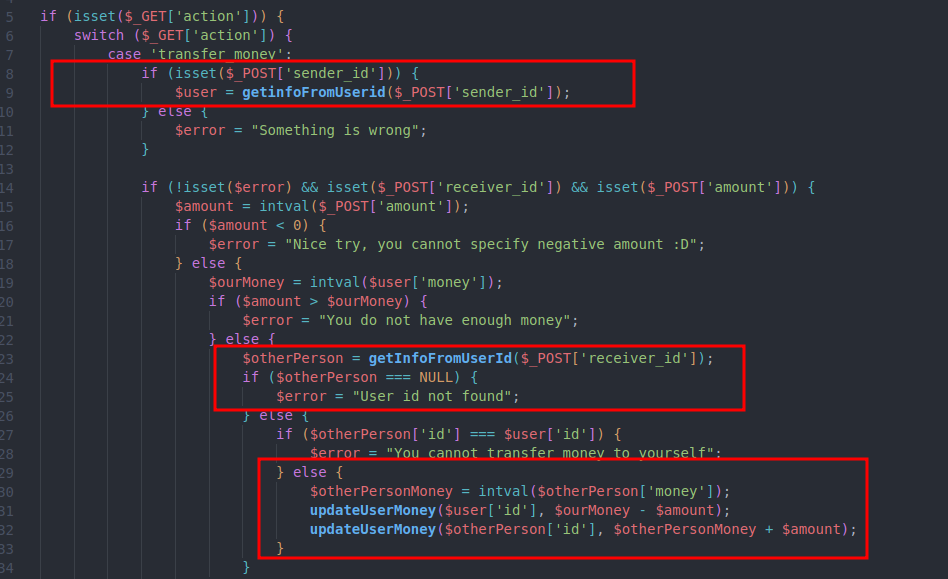 5 if (isset($_GET['action'])) {
6 switch ($_GET['action']) {
7 case 'transfer_money':
8 if (isset($_POST['sender_id'])) {
9 $user = getinfoFromUserid($_POST['sender_id']);
10 } else {
11 $error = "Something is wrong";
12 }
13
14 if (!isset($error) && isset($_POST['receiver_id']) && isset($_POST['amount'])) {
15 $amount = intval($_POST['amount']);
16 if ($amount < 0) {
17 $error = "Nice try, you cannot specify negative amount :D";
18 } else {
19 $ourMoney = intval($user['money']);
20 if ($amount > $ourMoney) {
21 $error = "You do not have enough money";
22 } else {
23 $otherPerson = getInfoFromUserId($_POST['receiver_id']);
24 if ($otherPerson === NULL) {
25 $error = "User id not found";
26 } else {
27 if ($otherPerson['id'] === $user['id']) {
28 $error = "You cannot transfer money to yourself";
29 } else {
30 $otherPersonMoney = intval($otherPerson['money']);
31 updateUserMoney($user['id'], $ourMoney - $amount);
32 updateUserMoney($otherPerson['id'], $otherPersonMoney + $amount);
33 }
34 }